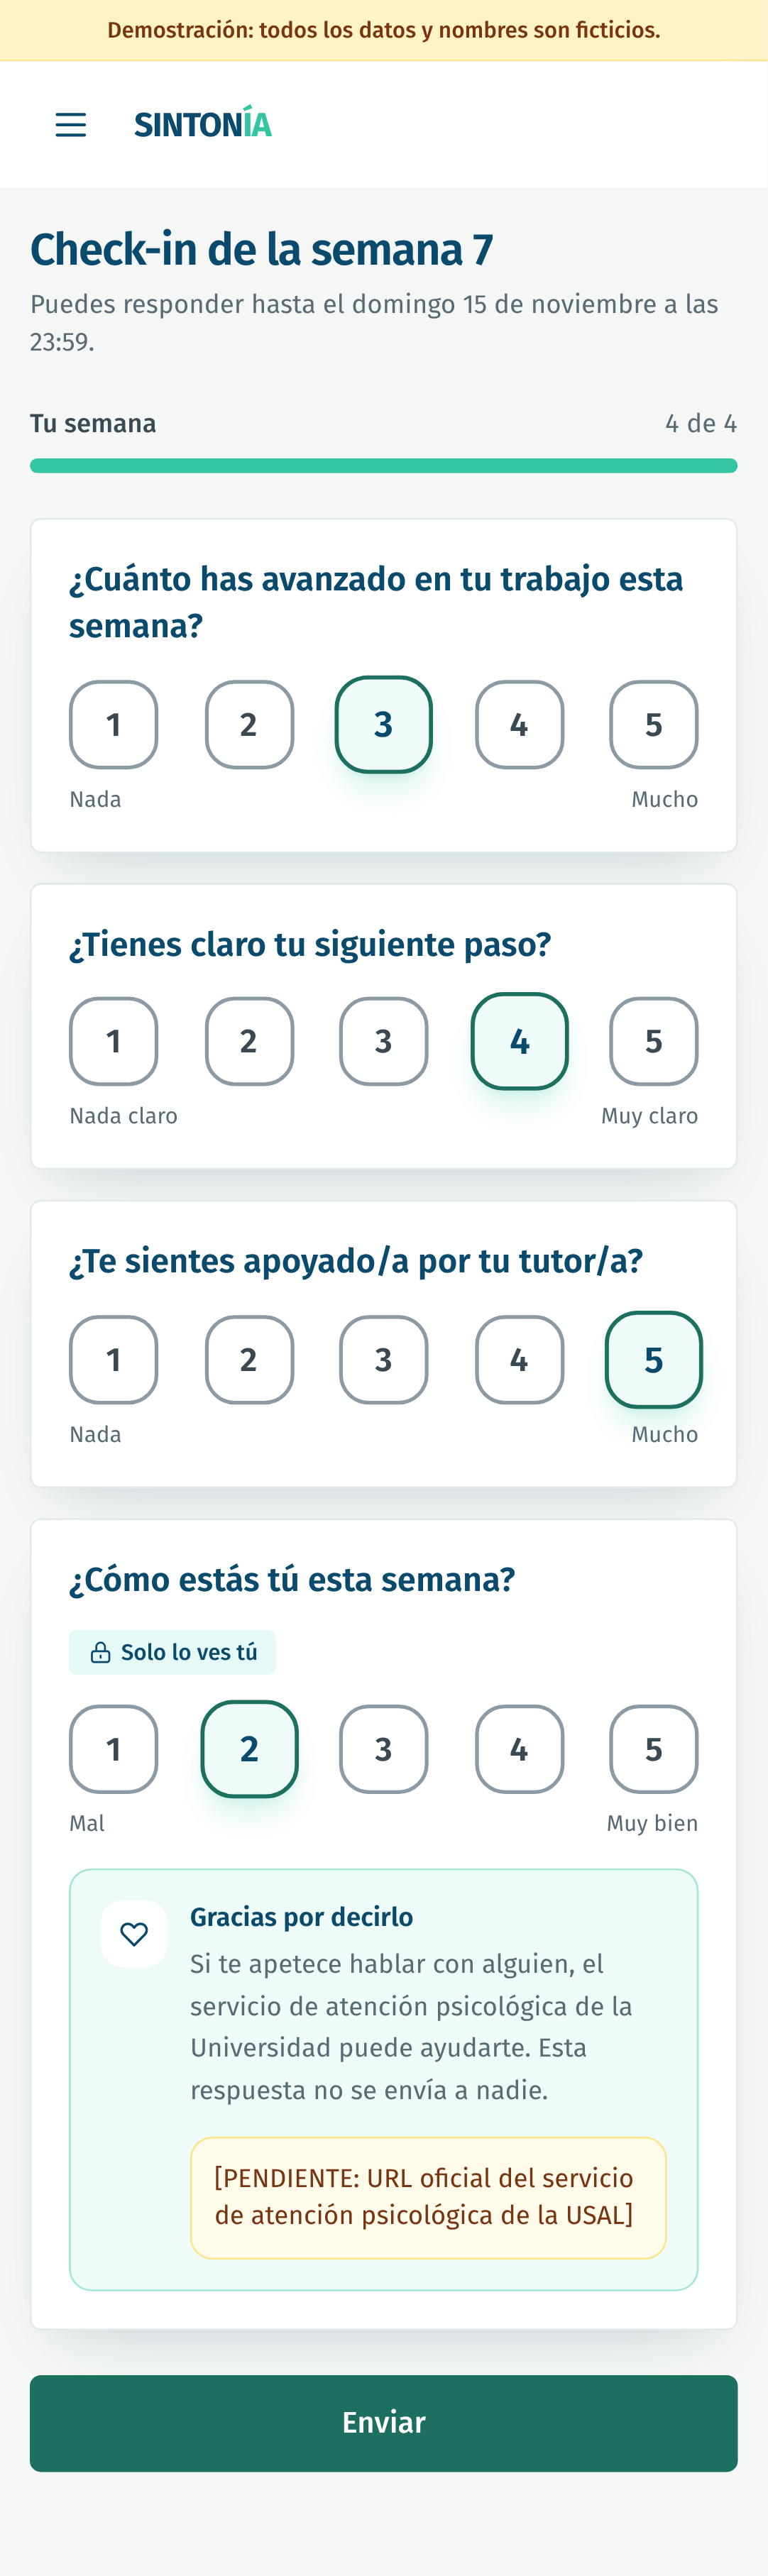 Demostración: todos los datos y nombres son ficticios.
SINTONÍA
Check-in de la semana 7
Puedes responder hasta el domingo 15 de noviembre a las
23:59.
Tu semana 4 de 4
¿Cuánto has avanzado en tu trabajo esta
semana?
1 2 3 4 5
Nada Mucho
¿Tienes claro tu siguiente paso?
1 2 3 4 5
Nada claro Muy claro
¿Te sientes apoyado/a por tu tutor/a?
1 2 3 4 5
Nada Mucho
¿Cómo estás tú esta semana?
Solo lo ves tú
1 2 3 4 5
Mal Muy bien
Gracias por decirlo
Si te apetece hablar con alguien, el
servicio de atención psicológica de la
Universidad puede ayudarte. Esta
respuesta no se envía a nadie.
[PENDIENTE: URL oficial del servicio
de atención psicológica de la USAL]
Enviar